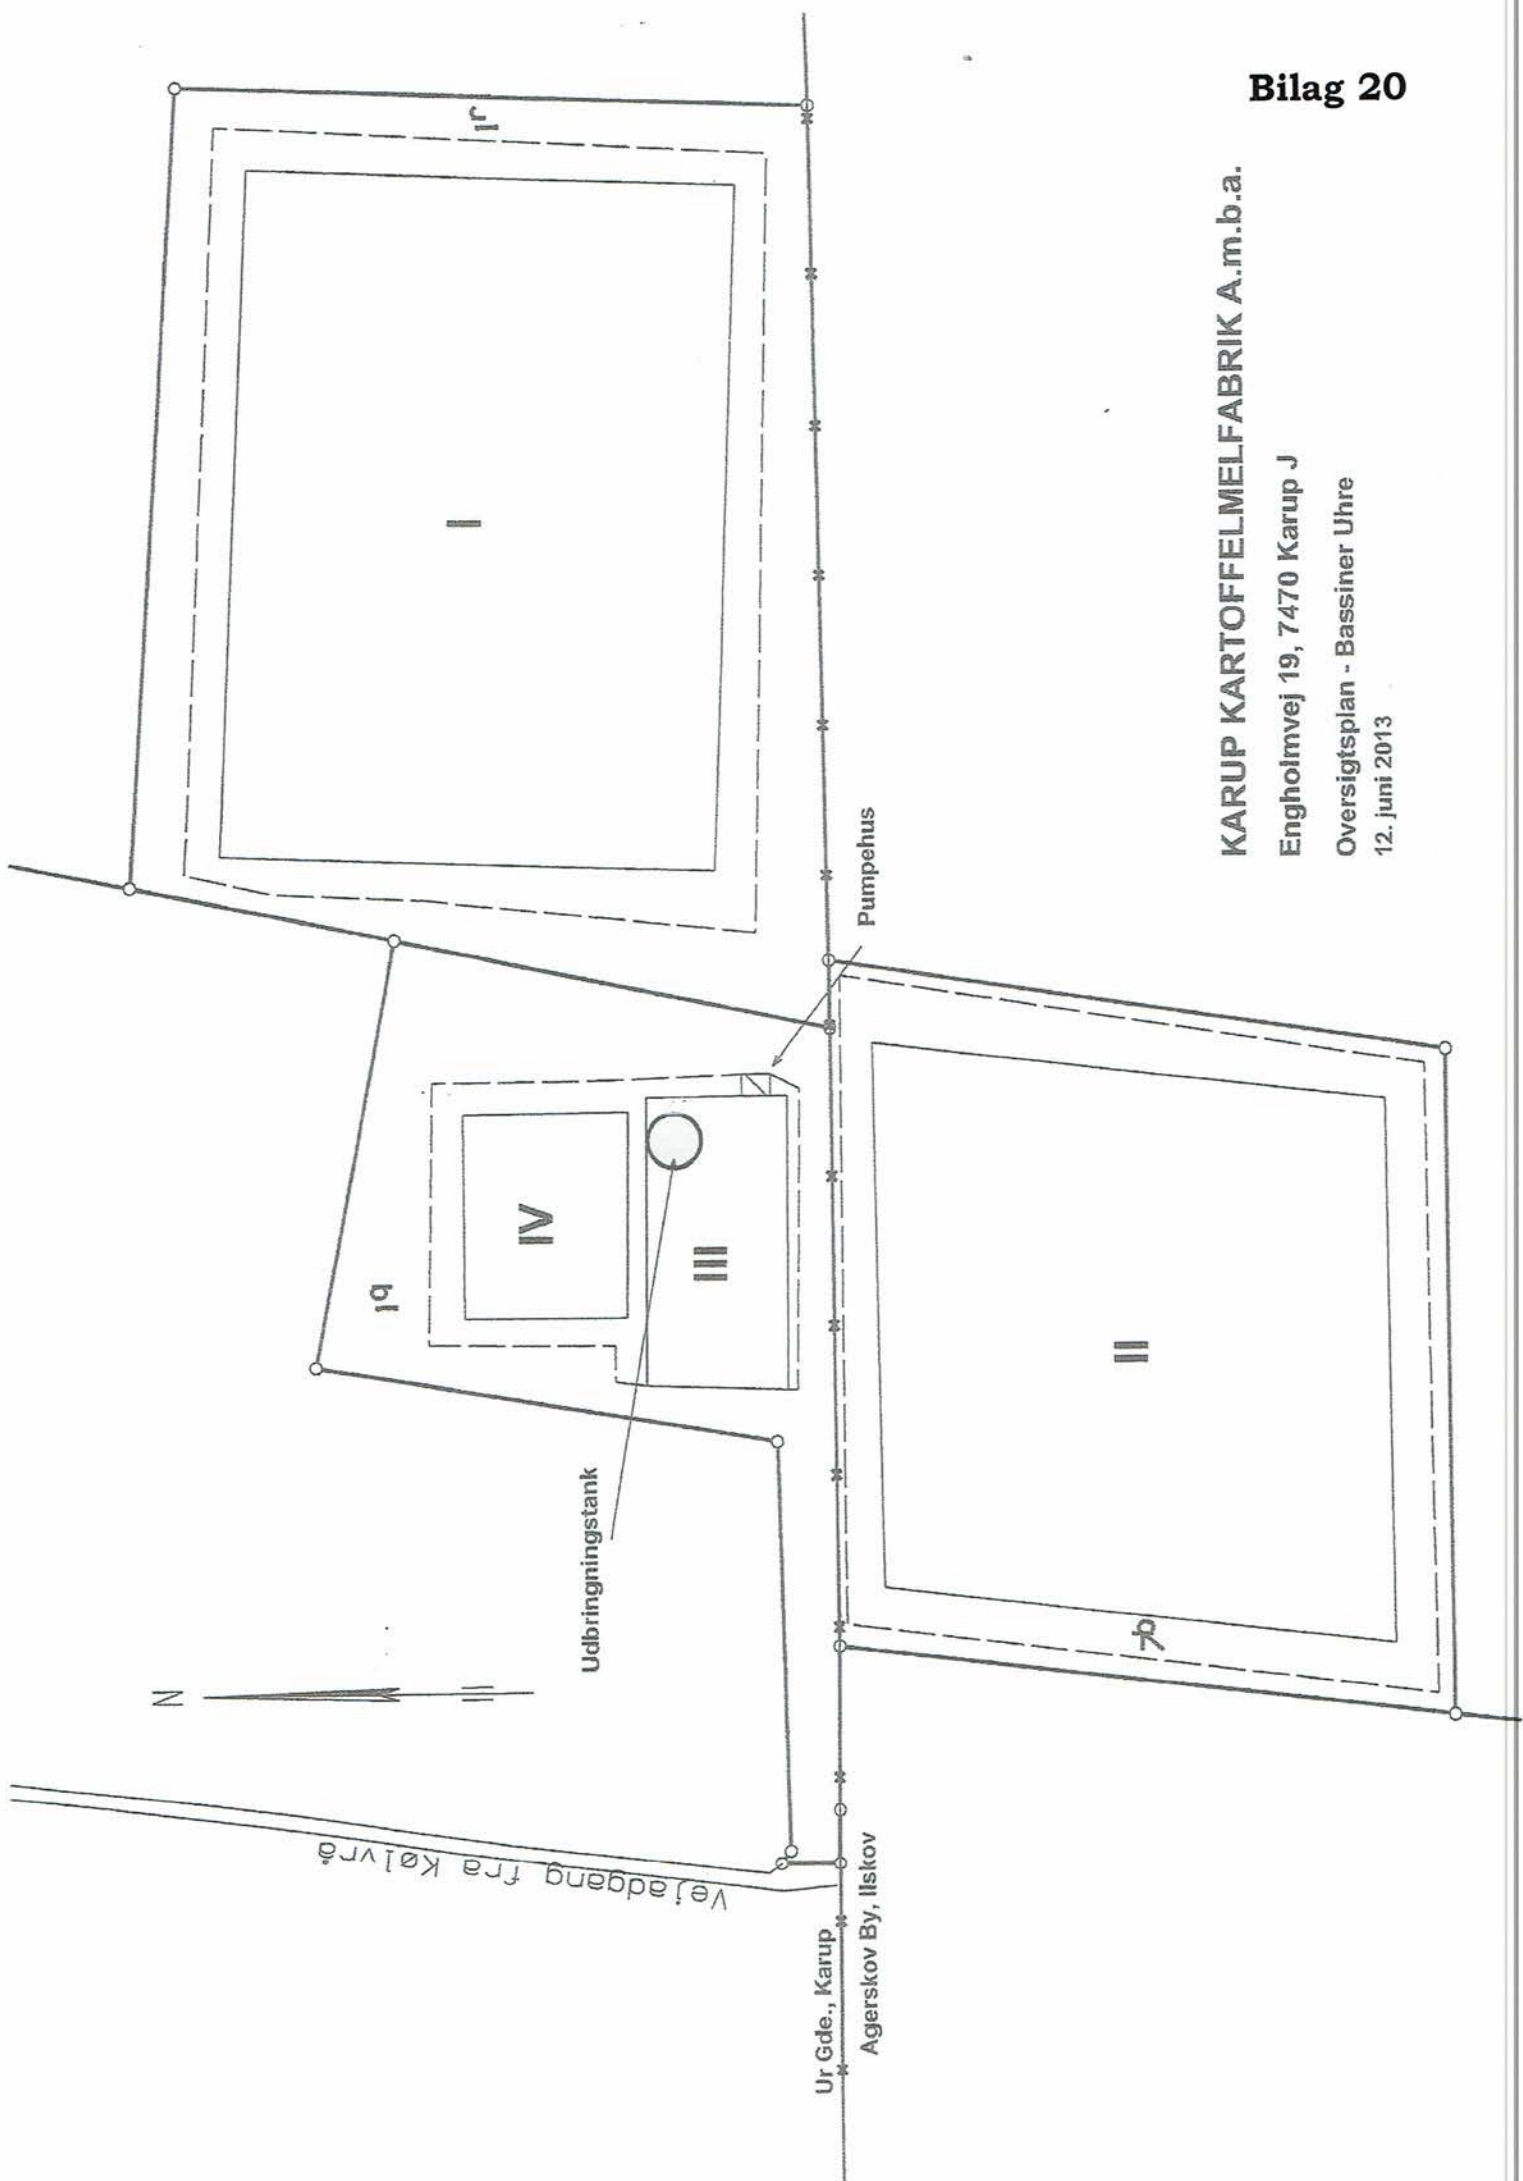 Bilag 20
KARUP KARTOFFELMELFABRIK A.m.b.a.
Engholmvej 19, 7470 Karup J
Oversigtsplan - Bassiner Uhre
12. juni 2013
N
Vejadgang fra Kølvrå
Udbringningstank
Pumpehus
Ur Gde., Karup
Agerskov By, Ilskov
I
II
III
IV